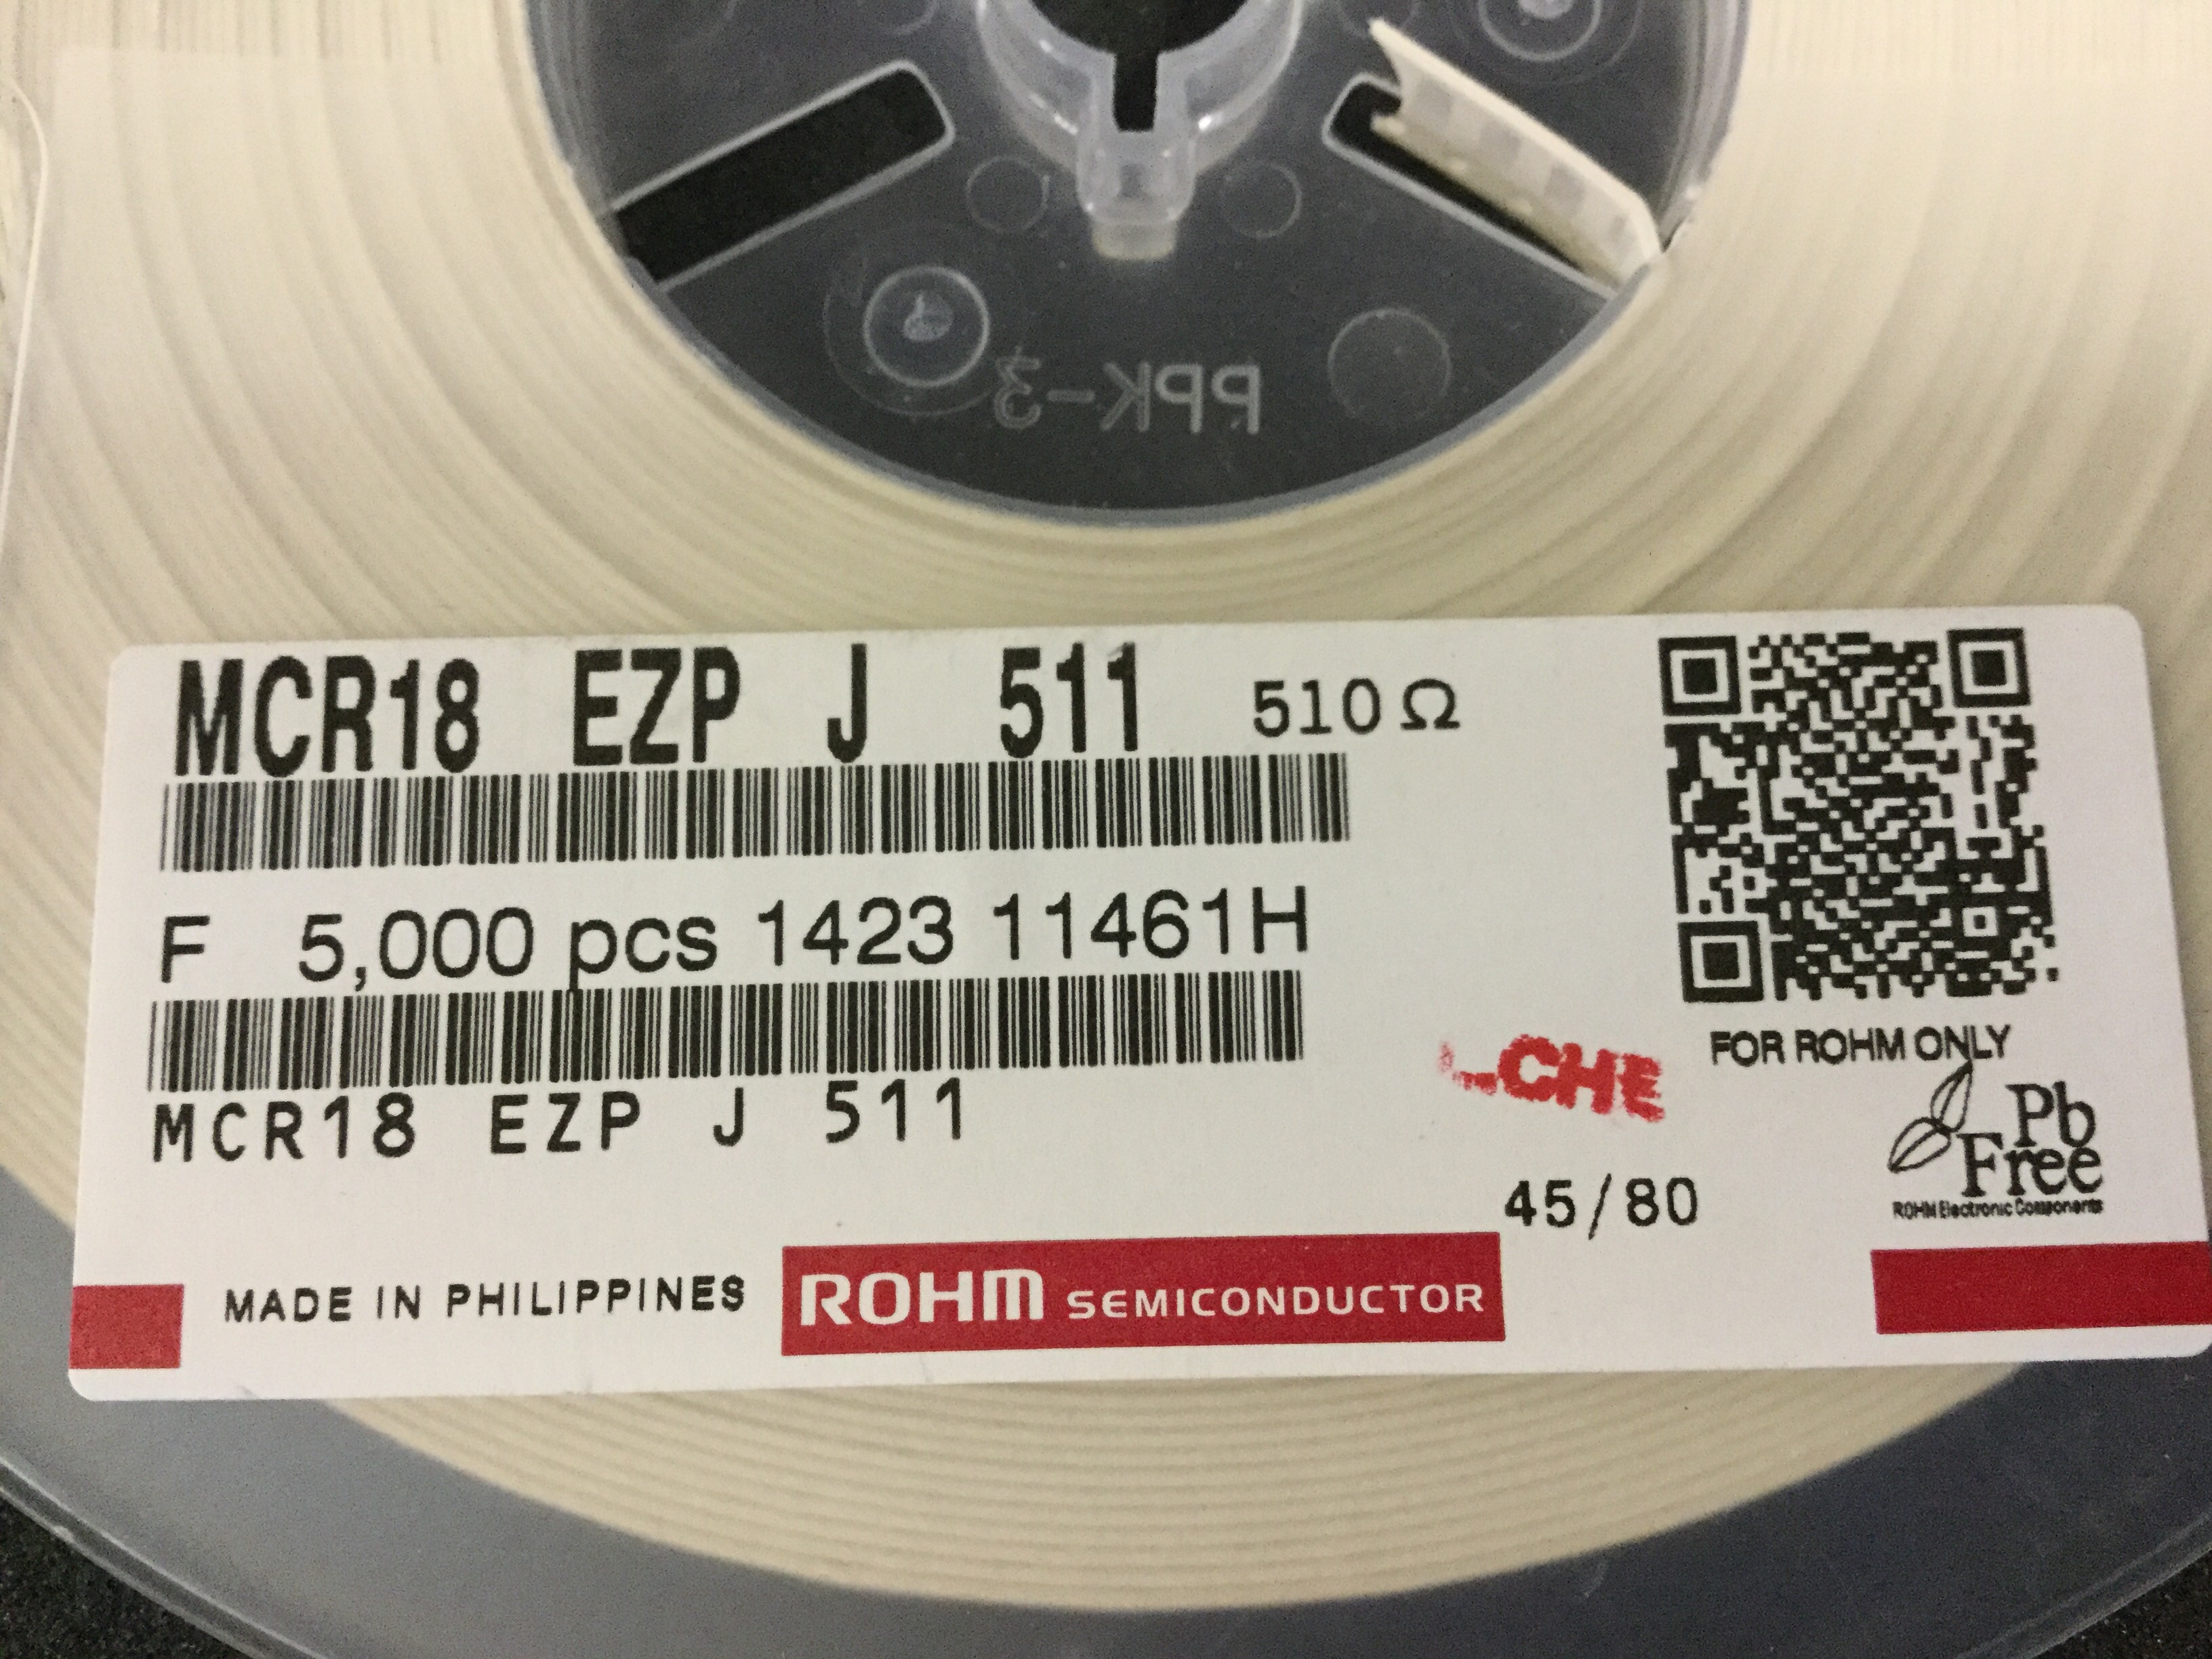 PPK-3
MCR18 EZP J 511 510Ω
F 5,000 pcs 1423 11461H
FOR ROHM ONLY
CHE
MCR18 EZP J 511
Pb
Free
ROHM Electronic Components
45/80
MADE IN PHILIPPINES ROHM SEMICONDUCTOR